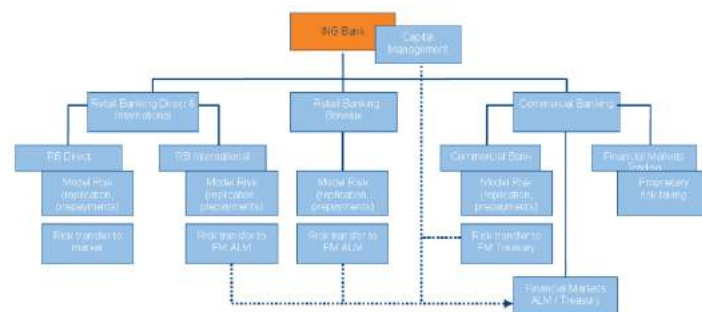 ING Bank
Capital
Management
Retail Banking Direct &
International
Retail Banking
Benelux
Commercial Banking
RB Direct
RB International
Commercial Bank
Financial Markets
Trading
Model Risk
(replication,
prepayments)
Model Risk
(replication,
prepayments)
Model Risk
(replication,
prepayments)
Model Risk
(replication,
prepayments)
Proprietary
risk taking
Risk transfer to
market
Risk transfer to
FM ALM
Risk transfer to
FM ALM
Risk transfer to
FM Treasury
Financial Markets
ALM / Treasury